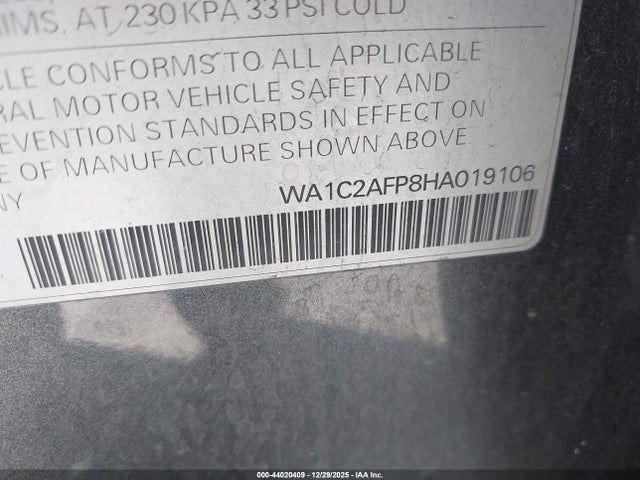 RIMS, AT 230 KPA 33 PSI COLD
CLE CONFORMS TO ALL APPLICABLE
RAL MOTOR VEHICLE SAFETY AND
EVENTION STANDARDS IN EFFECT ON
E OF MANUFACTURE SHOWN ABOVE.
NY
WA1C2AFP8HA019106
000-44020409 - 12/29/2025 - IAA Inc.